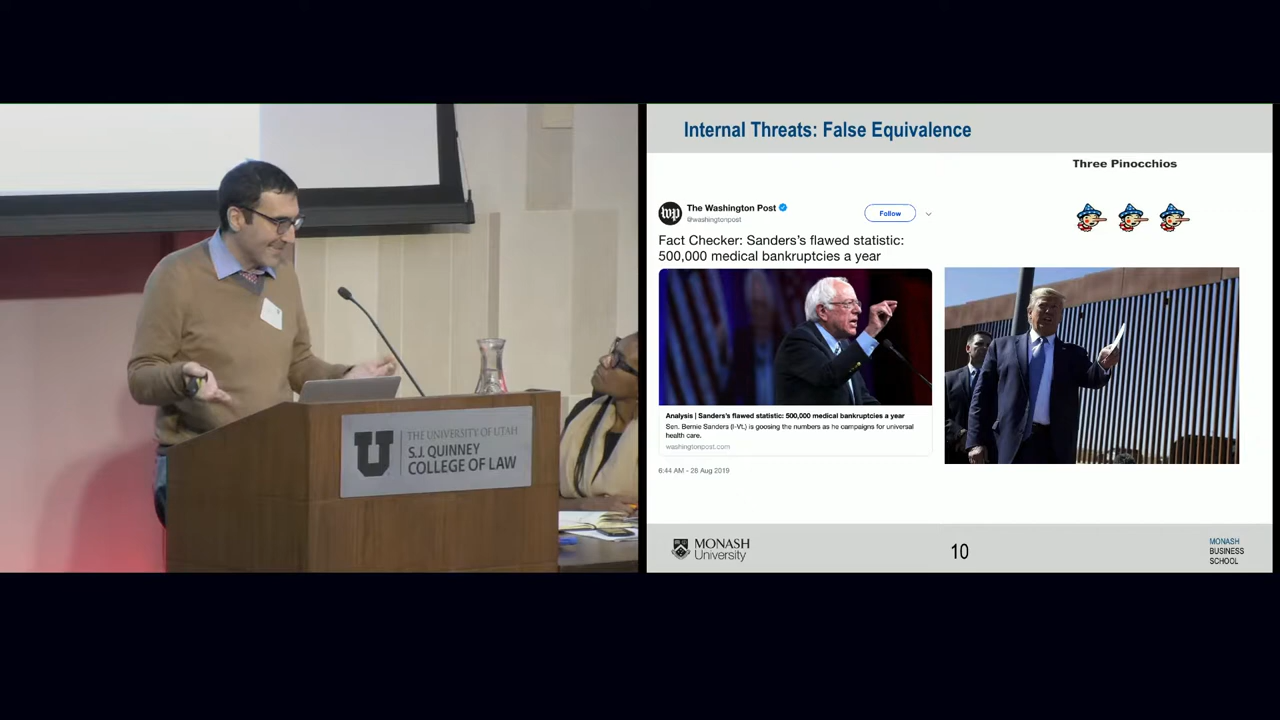 Internal Threats: False Equivalence
Three Pinocchios
wp
The Washington Post
@washingtonpost
Follow
Fact Checker: Sanders's flawed statistic:
500,000 medical bankruptcies a year
Analysis | Sanders's flawed statistic: 500,000 medical bankruptcies a year
Sen. Bernie Sanders (I-Vt.) is goosing the numbers as he campaigns for universal
health care.
washingtonpost.com
6:44 AM - 28 Aug 2019
U
THE UNIVERSITY OF UTAH
S.J. QUINNEY
COLLEGE OF LAW
MONASH
University
10
MONASH
BUSINESS
SCHOOL